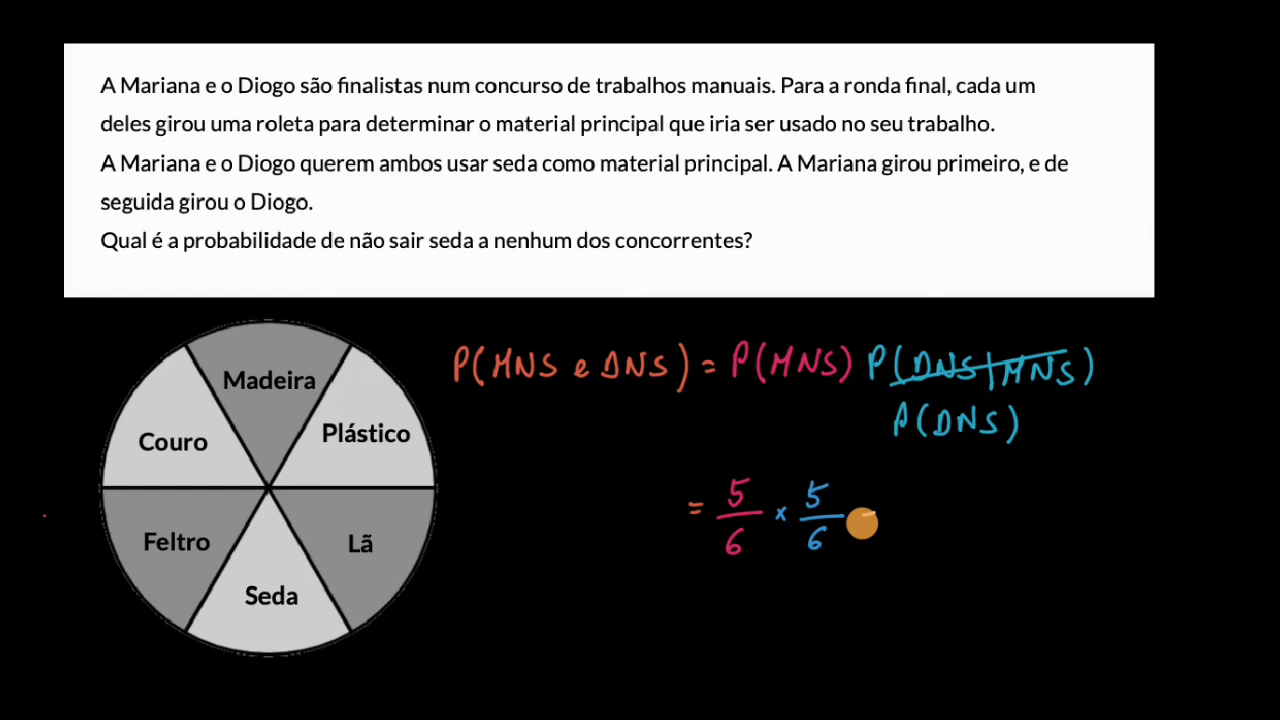 A Mariana e o Diogo são finalistas num concurso de trabalhos manuais. Para a ronda final, cada um
deles girou uma roleta para determinar o material principal que iria ser usado no seu trabalho.
A Mariana e o Diogo querem ambos usar seda como material principal. A Mariana girou primeiro, e de
seguida girou o Diogo.
Qual é a probabilidade de não sair seda a nenhum dos concorrentes?
Madeira
Plástico
Couro
Feltro
Lã
Seda
P(MNS e DNS) = P(MNS) P(DNS|MNS)
P(DNS)
= 5/6 × 5/6